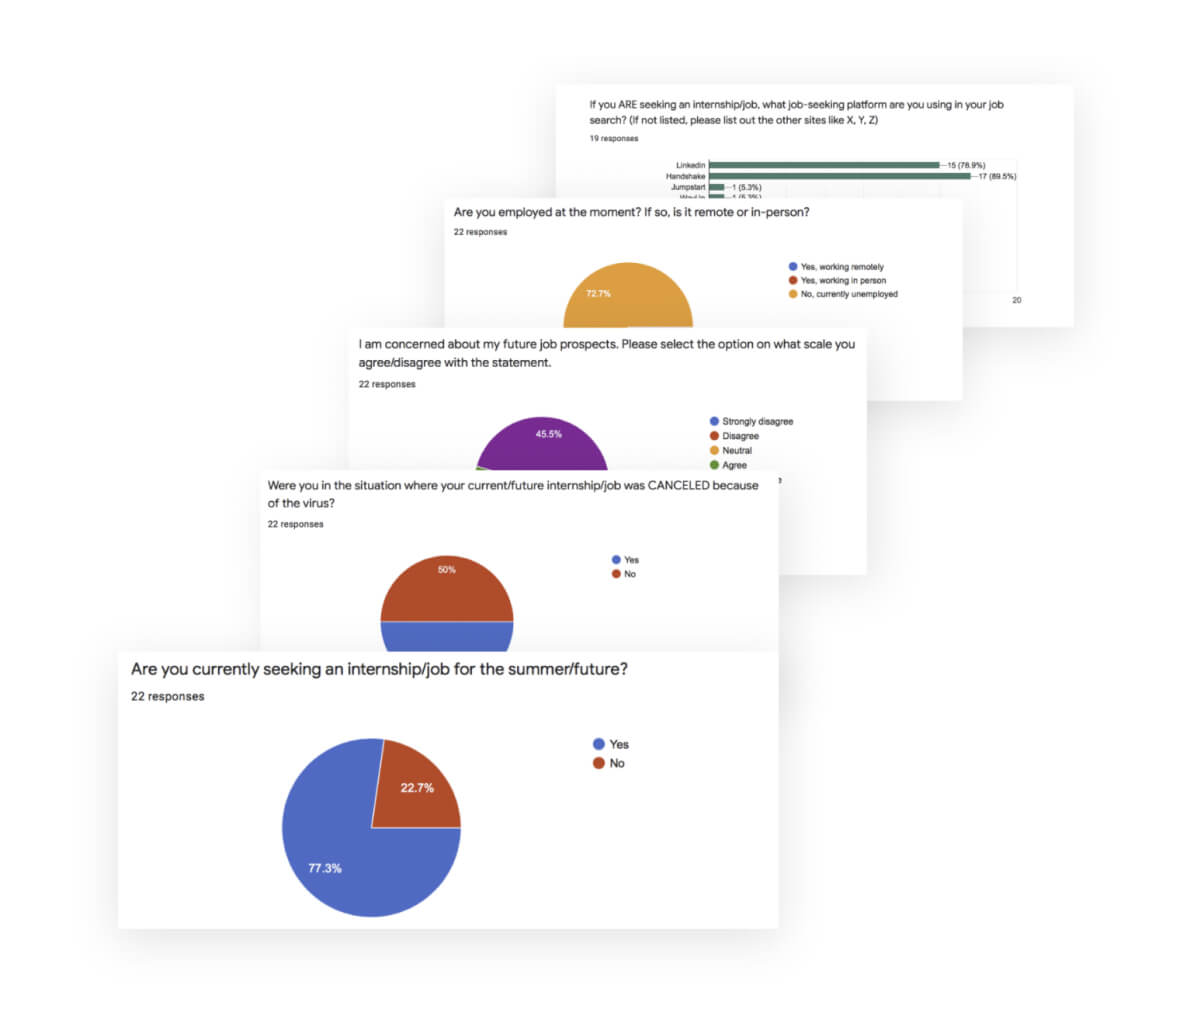 If you ARE seeking an internship/job, what job-seeking platform are you using in your job
search? (If not listed, please list out the other sites like X, Y, Z)
19 responses
LinkedIn 15 (78.9%)
Handshake 17 (89.5%)
Jumpstart 1 (5.3%)
20
Are you employed at the moment? If so, is it remote or in-person?
22 responses
72.7%
Yes, working remotely
Yes, working in person
No, currently unemployed
I am concerned about my future job prospects. Please select the option on what scale you
agree/disagree with the statement.
22 responses
45.5%
Strongly disagree
Disagree
Neutral
Agree
Were you in the situation where your current/future internship/job was CANCELED because
of the virus?
22 responses
50%
Yes
No
Are you currently seeking an internship/job for the summer/future?
22 responses
22.7%
77.3%
Yes
No